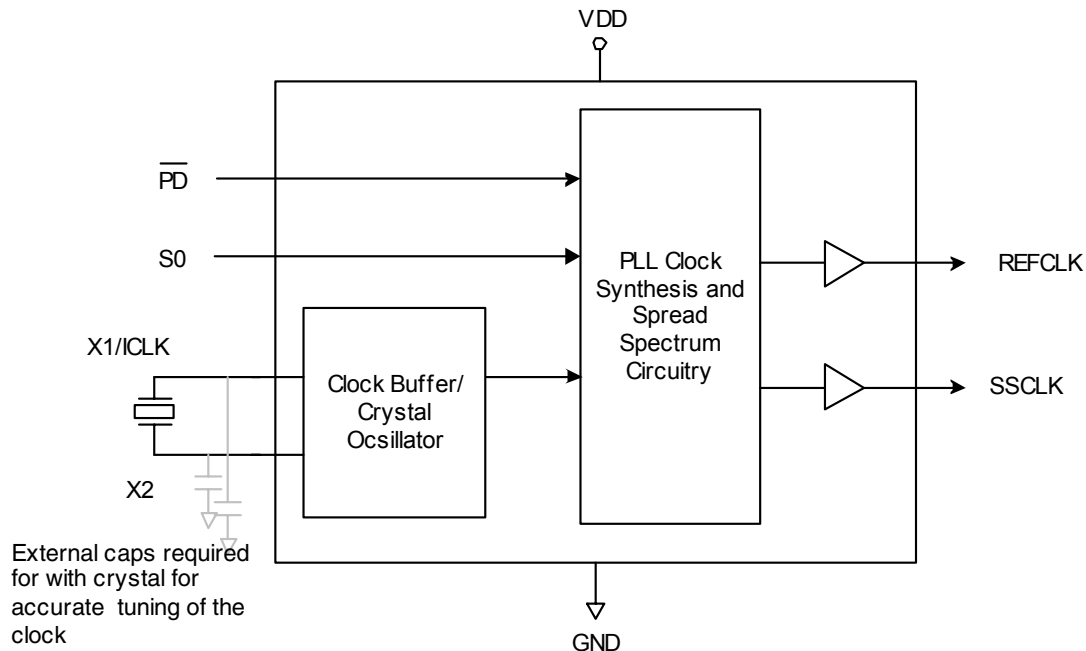 VDD
PD
S0
X1/ICLK
X2
Clock Buffer/
Crystal
Ocsillator
PLL Clock
Synthesis and
Spread
Spectrum
Circuitry
REFCLK
SSCLK
External caps required
for with crystal for
accurate tuning of the
clock
GND